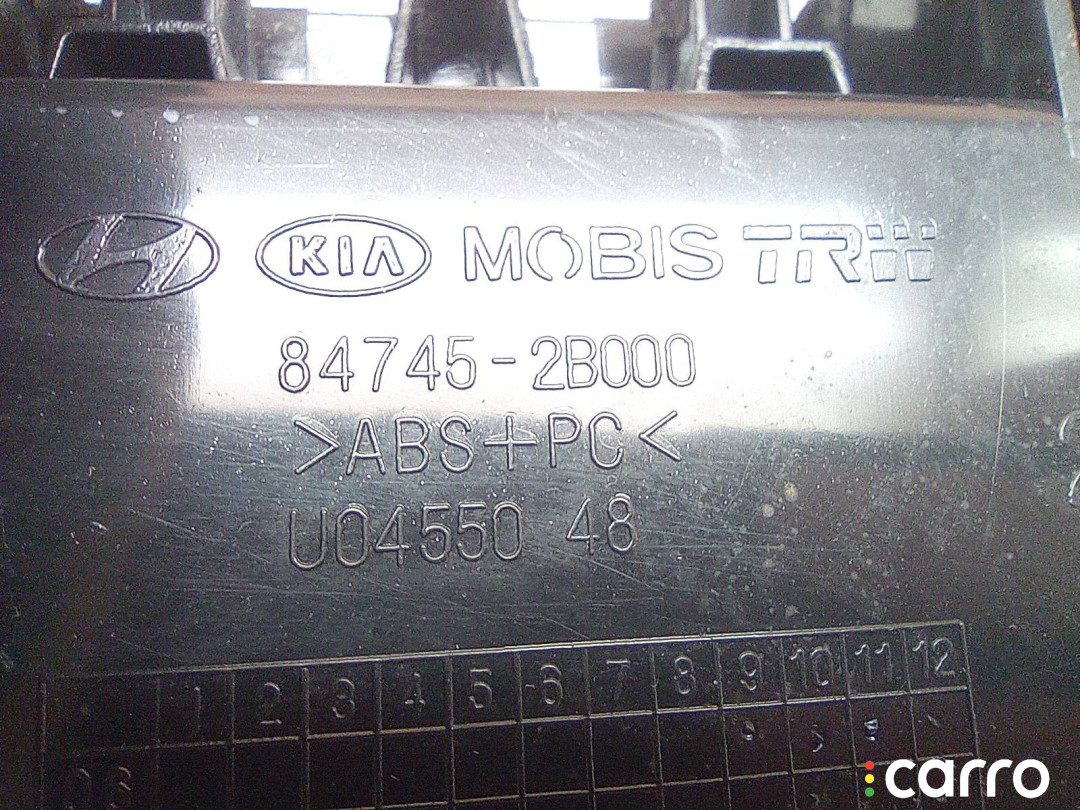 KIA MOBIS TRW
84745-2B000
>ABS+PC<
U04550 48
1 2 3 4 5 6 7 8 9 10 11 12
06
carro